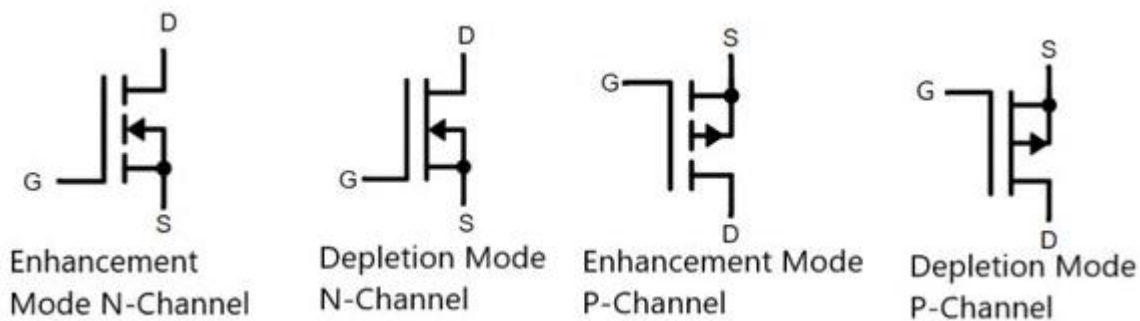 D
G
S
Enhancement
Mode N-Channel
D
G
S
Depletion Mode
N-Channel
S
G
D
Enhancement Mode
P-Channel
S
G
D
Depletion Mode
P-Channel